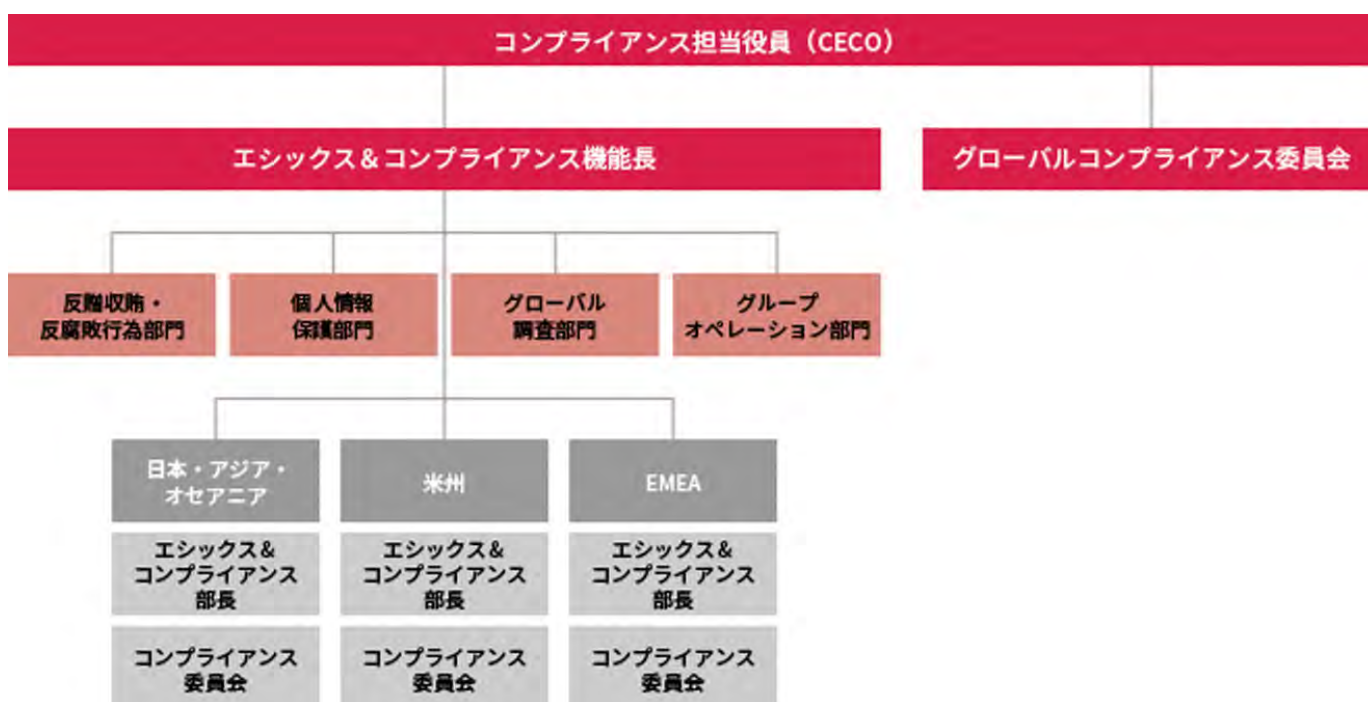 コンプライアンス担当役員（CECO）
エシックス＆コンプライアンス機能長
グローバルコンプライアンス委員会
反贈収賄・
反腐敗行為部門
個人情報
保護部門
グローバル
調査部門
グループ
オペレーション部門
日本・アジア・
オセアニア
米州
EMEA
エシックス＆
コンプライアンス
部長
エシックス＆
コンプライアンス
部長
エシックス＆
コンプライアンス
部長
コンプライアンス
委員会
コンプライアンス
委員会
コンプライアンス
委員会